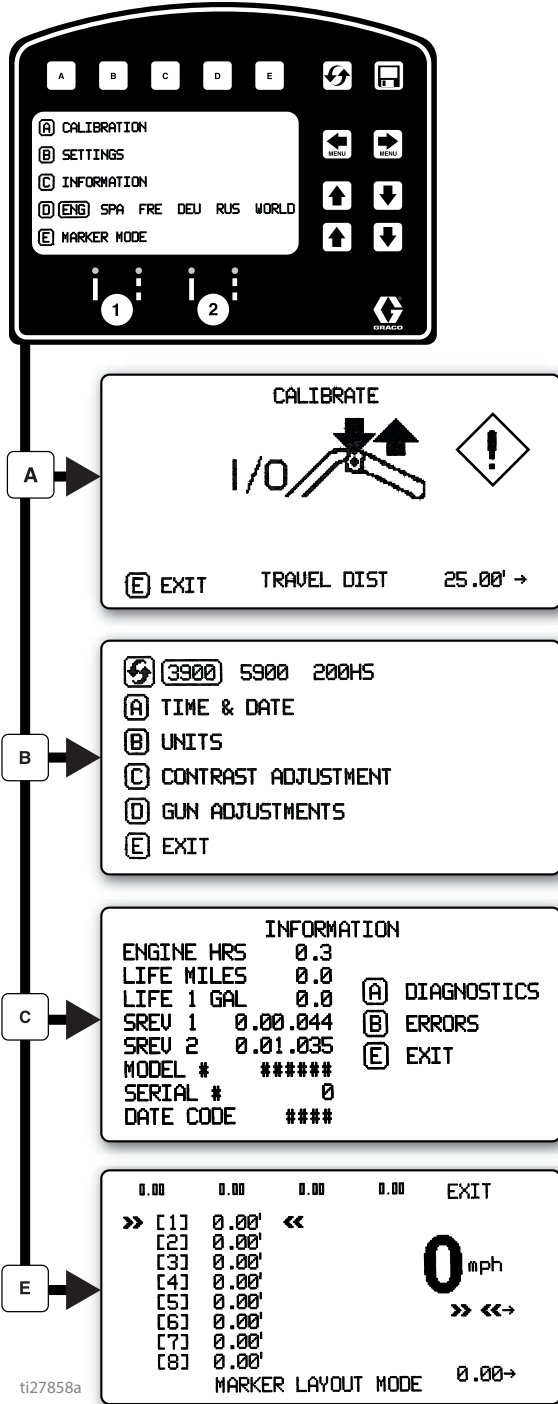 A B C D E
A CALIBRATION
B SETTINGS
C INFORMATION
D ENG SPA FRE DEU RUS WORLD
E MARKER MODE
MENU MENU
1 2
G
GRACO
A
CALIBRATE
I/O
!
E EXIT TRAVEL DIST 25.00' →
B
3900 5900 200HS
A TIME & DATE
B UNITS
C CONTRAST ADJUSTMENT
D GUN ADJUSTMENTS
E EXIT
C
INFORMATION
ENGINE HRS 0.3
LIFE MILES 0.0
LIFE 1 GAL 0.0
SREV 1 0.00.044
SREV 2 0.01.035
MODEL # ######
SERIAL # 0
DATE CODE ####
A DIAGNOSTICS
B ERRORS
E EXIT
E
0.00 0.00 0.00 0.00 EXIT
» [1] 0.00' «
[2] 0.00'
[3] 0.00'
[4] 0.00'
[5] 0.00'
[6] 0.00'
[7] 0.00'
[8] 0.00'
0 mph
» «→
MARKER LAYOUT MODE 0.00→
ti27858a